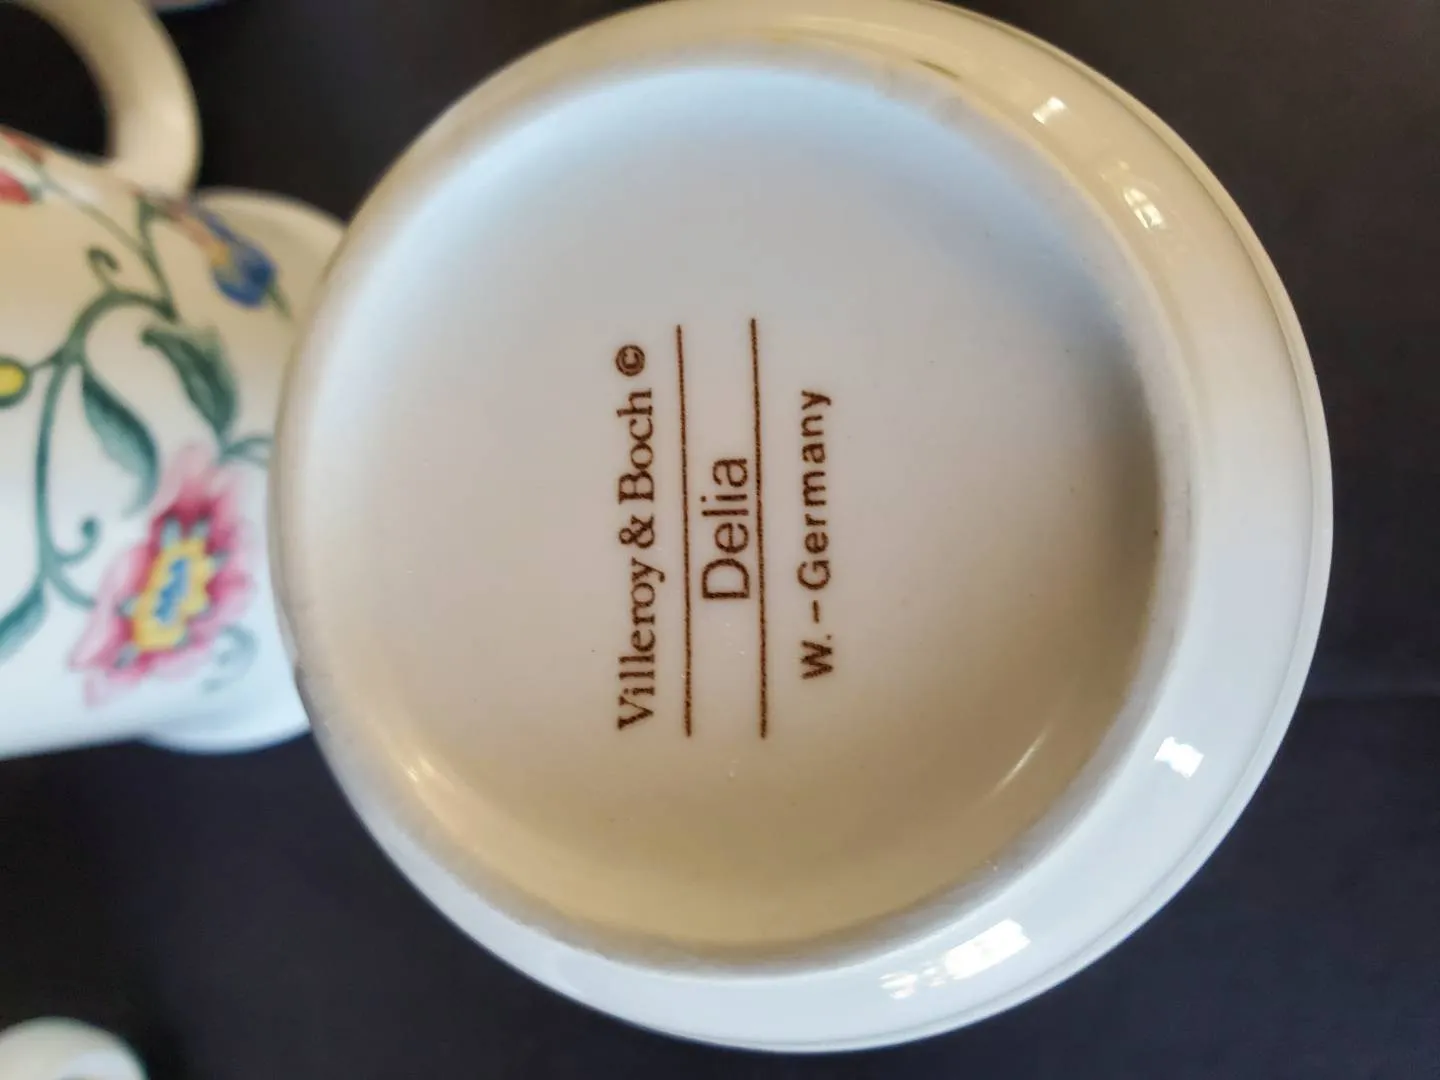 Villeroy & Boch ©
Delia
W.-Germany